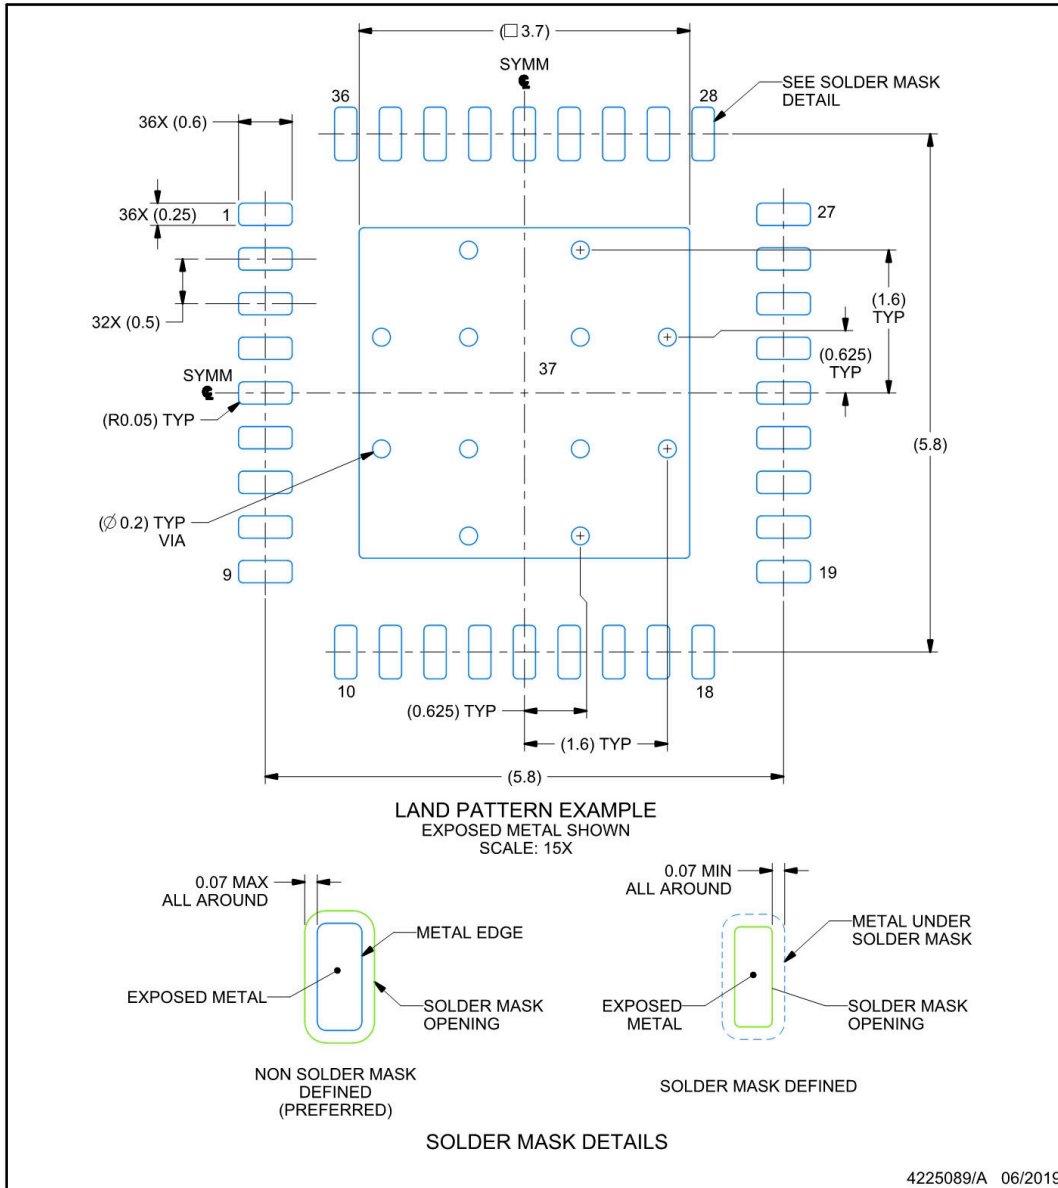 (□ 3.7)
SYMM
36
28
SEE SOLDER MASK
DETAIL
36X (0.6)
36X (0.25)
1
27
32X (0.5)
(1.6)
TYP
(0.625)
TYP
37
SYMM
(R0.05) TYP
(5.8)
(∅ 0.2) TYP
VIA
9
19
10
18
(0.625) TYP
(1.6) TYP
(5.8)
LAND PATTERN EXAMPLE
EXPOSED METAL SHOWN
SCALE: 15X
0.07 MAX
ALL AROUND
METAL EDGE
EXPOSED METAL
SOLDER MASK
OPENING
NON SOLDER MASK
DEFINED
(PREFERRED)
0.07 MIN
ALL AROUND
METAL UNDER
SOLDER MASK
EXPOSED
METAL
SOLDER MASK
OPENING
SOLDER MASK DEFINED
SOLDER MASK DETAILS
4225089/A 06/2019